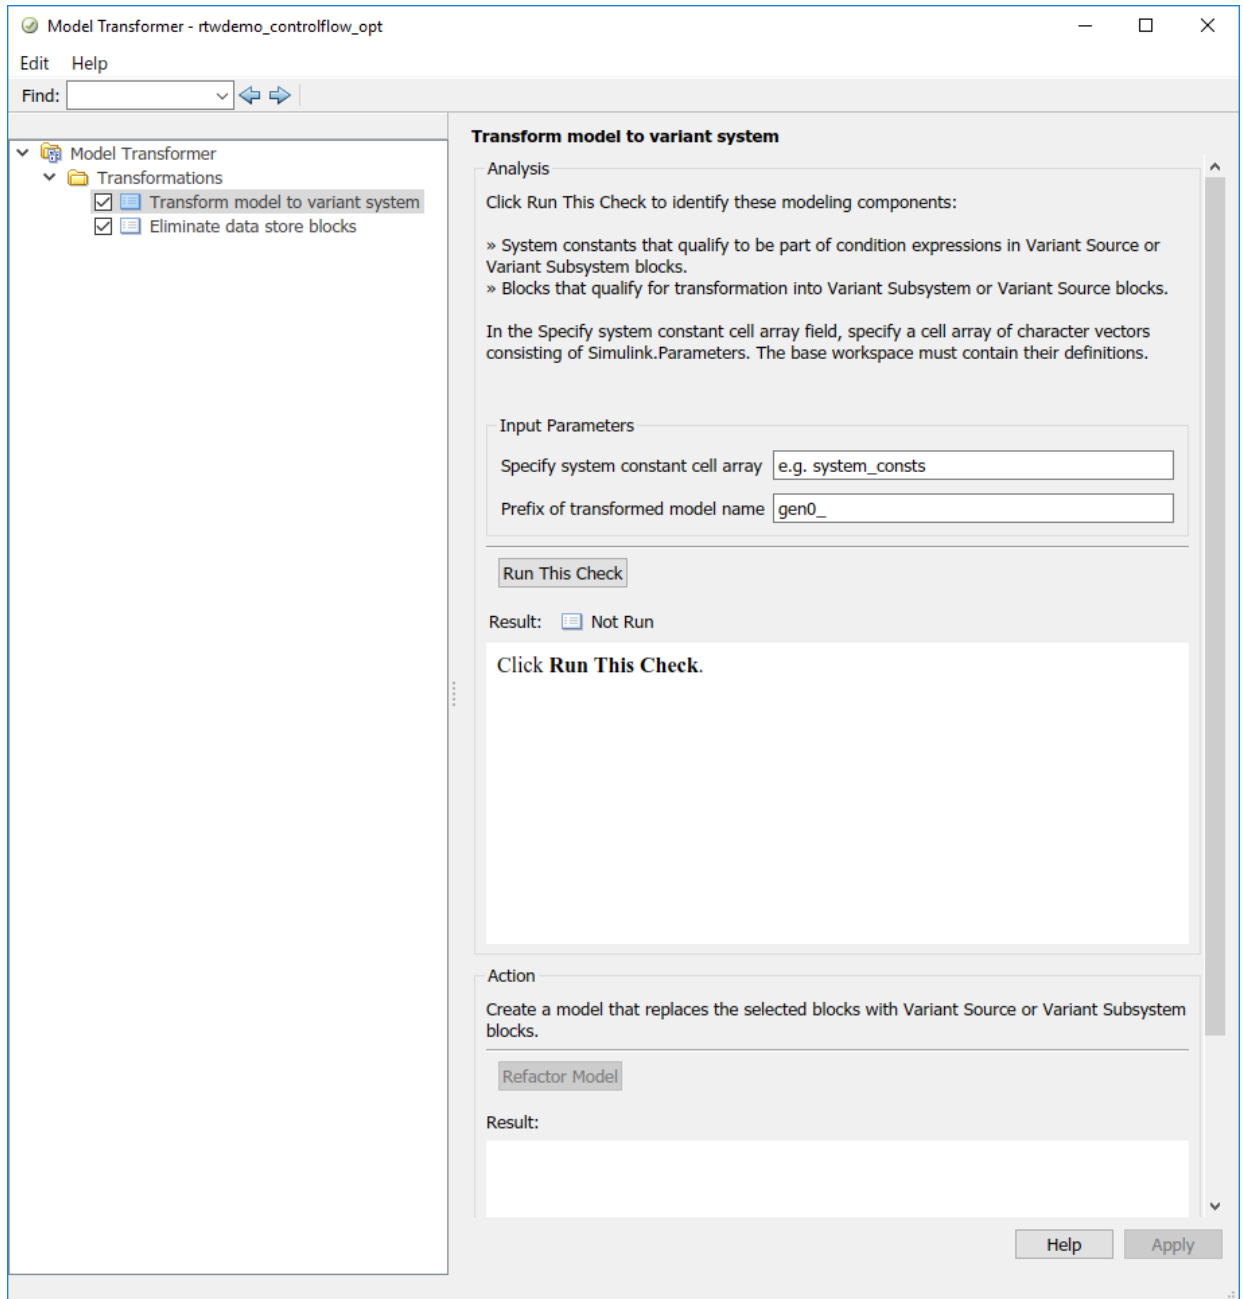 Model Transformer - rtwdemo_controlflow_opt
Edit Help
Find:
Model Transformer
Transformations
Transform model to variant system
Eliminate data store blocks
Transform model to variant system
Analysis
Click Run This Check to identify these modeling components:
» System constants that qualify to be part of condition expressions in Variant Source or
Variant Subsystem blocks.
» Blocks that qualify for transformation into Variant Subsystem or Variant Source blocks.
In the Specify system constant cell array field, specify a cell array of character vectors
consisting of Simulink.Parameters. The base workspace must contain their definitions.
Input Parameters
Specify system constant cell array e.g. system_consts
Prefix of transformed model name gen0_
Run This Check
Result: Not Run
Click Run This Check.
Action
Create a model that replaces the selected blocks with Variant Source or Variant Subsystem
blocks.
Refactor Model
Result:
Help Apply